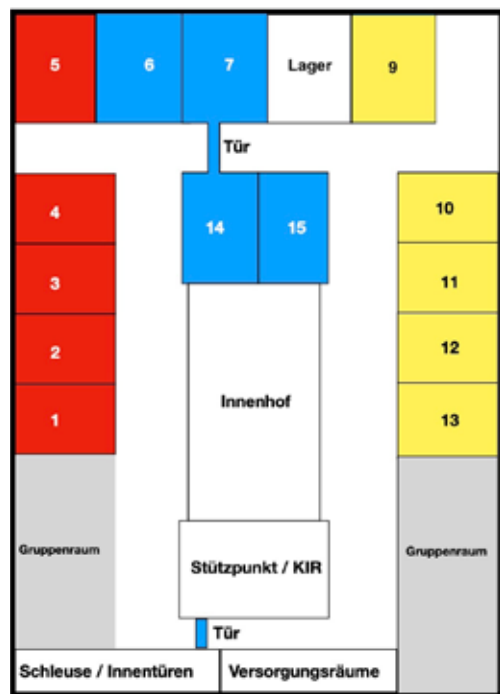 5
6
7
Lager
9
Tür
4
14
15
10
3
11
2
12
Innenhof
1
13
Gruppenraum
Gruppenraum
Stützpunkt / KIR
Tür
Schleuse / Innentüren
Versorgungsräume